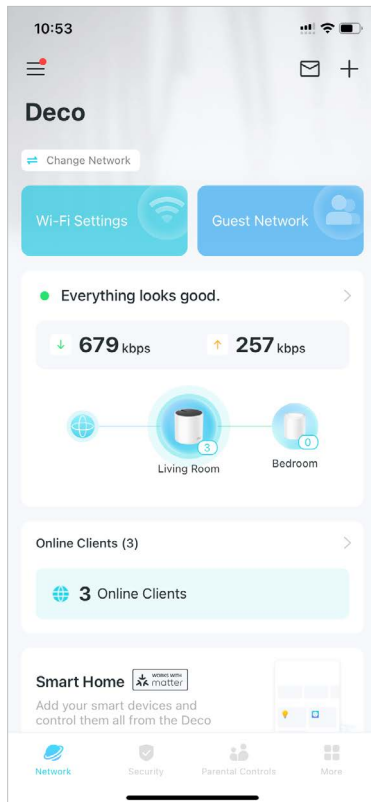 10:53
Deco
Change Network
Wi-Fi Settings
Guest Network
Everything looks good.
679 kbps
257 kbps
3
0
Living Room
Bedroom
Online Clients (3)
3 Online Clients
Smart Home WORKS WITH matter
Add your smart devices and
control them all from the Deco
Network
Security
Parental Controls
More